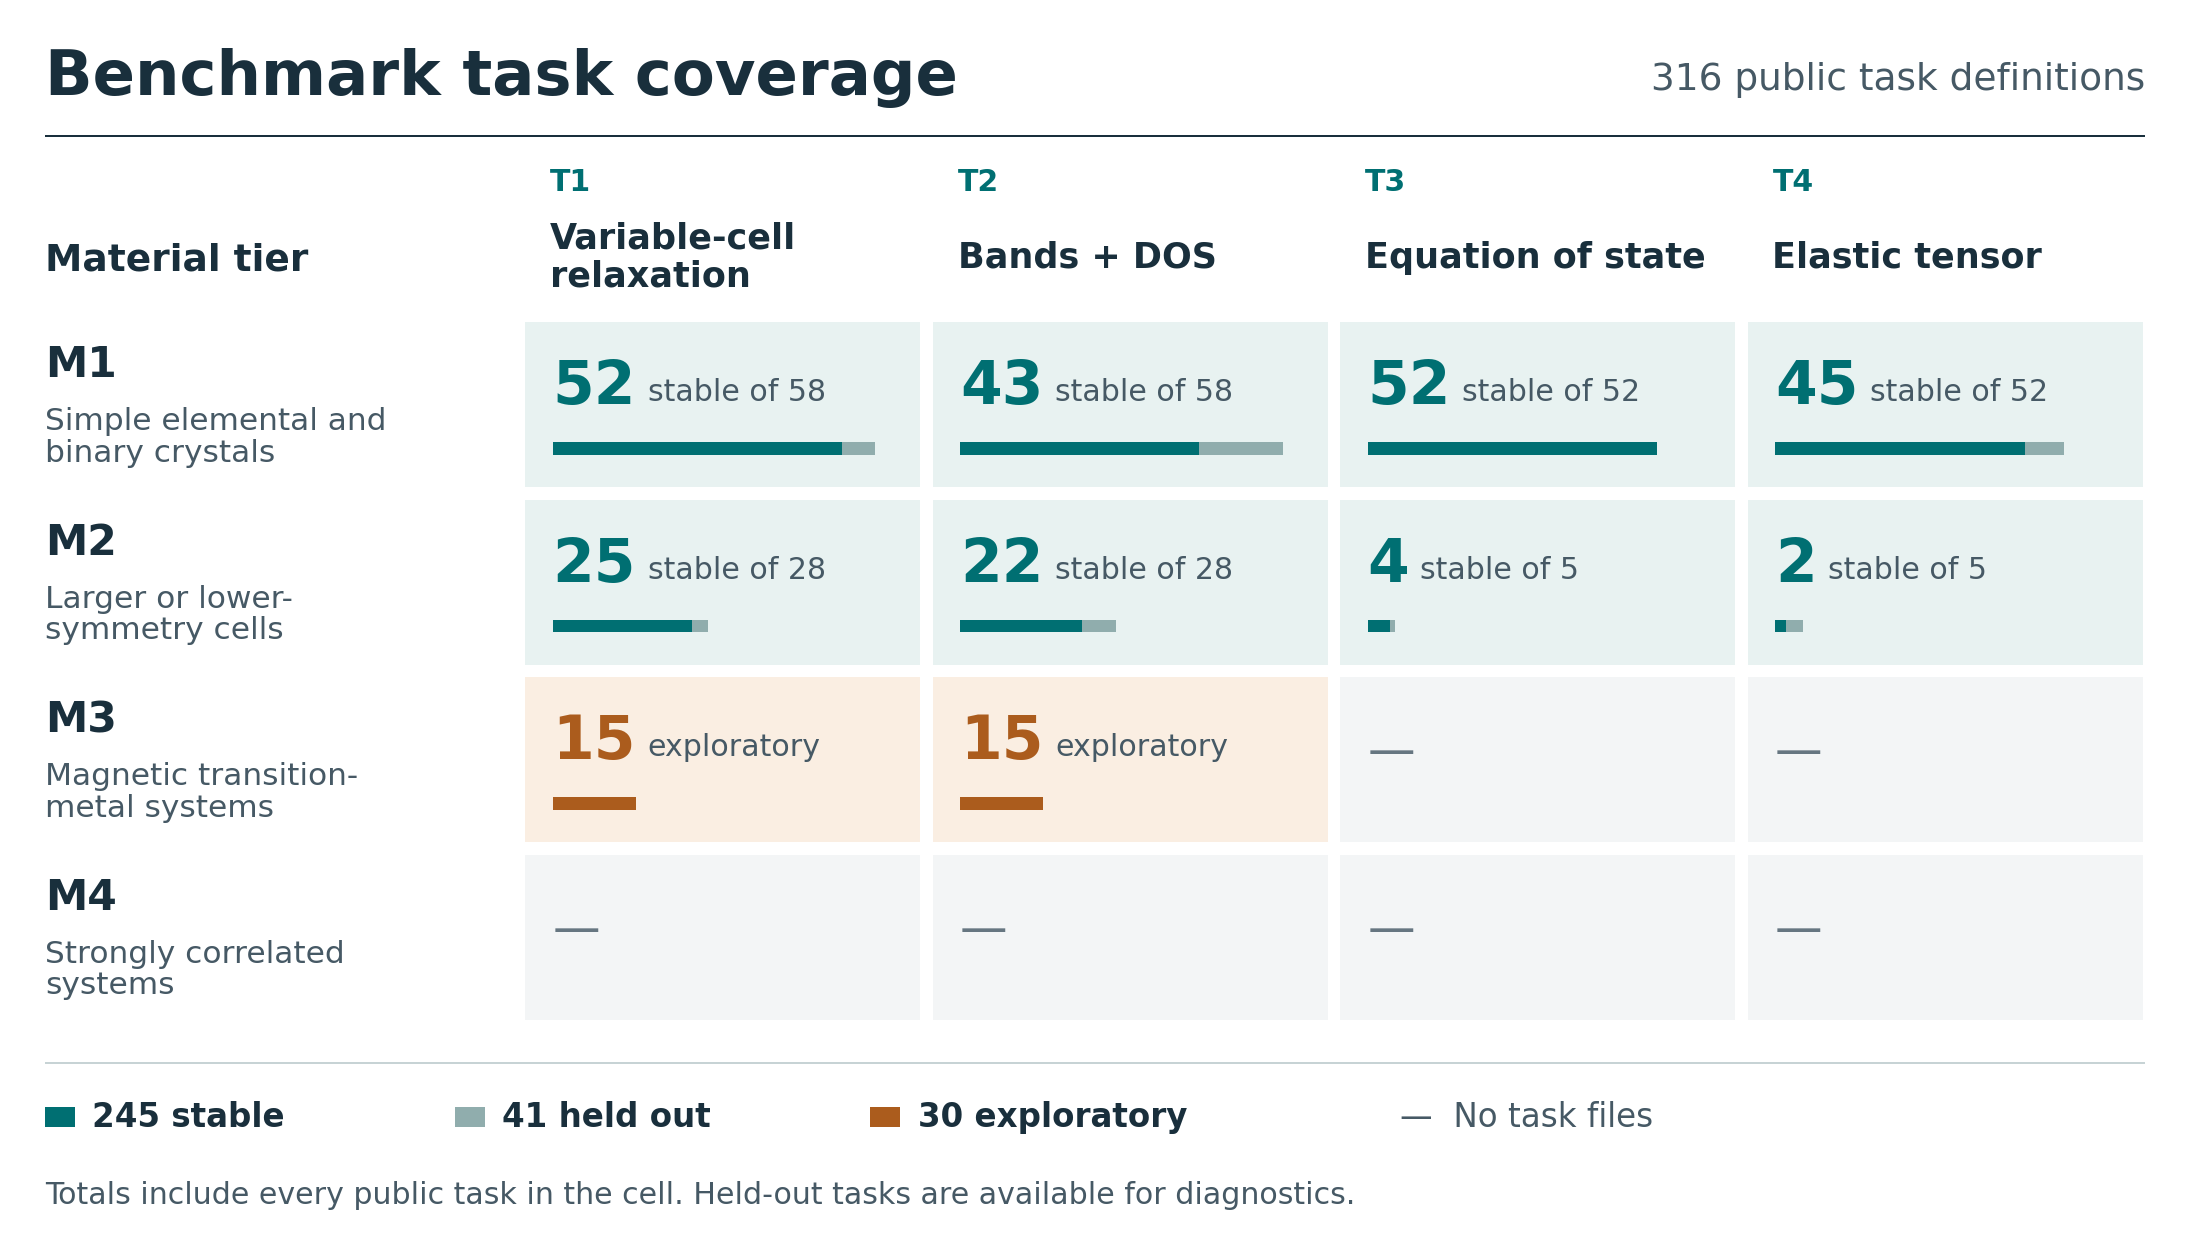 Benchmark task coverage
316 public task definitions
T1
T2
T3
T4
Material tier
Variable-cell
relaxation
Bands + DOS
Equation of state
Elastic tensor
M1
Simple elemental and
binary crystals
52 stable of 58
43 stable of 58
52 stable of 52
45 stable of 52
M2
Larger or lower-
symmetry cells
25 stable of 28
22 stable of 28
4 stable of 5
2 stable of 5
M3
Magnetic transition-
metal systems
15 exploratory
15 exploratory
—
—
M4
Strongly correlated
systems
—
—
—
—
245 stable
41 held out
30 exploratory
— No task files
Totals include every public task in the cell. Held-out tasks are available for diagnostics.